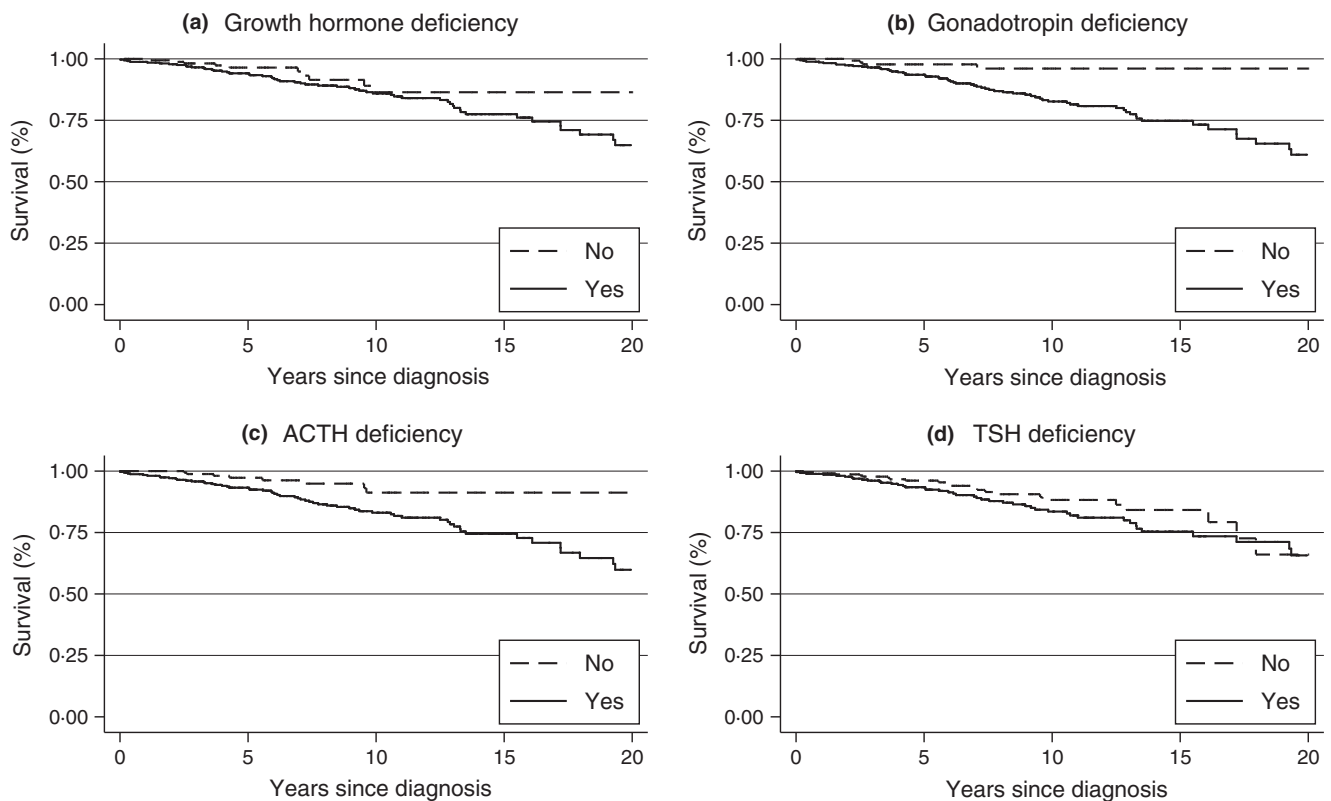 (a) Growth hormone deficiency
Survival (%)
1·00
0·75
0·50
0·25
0·00
No
Yes
0 5 10 15 20
Years since diagnosis
(b) Gonadotropin deficiency
Survival (%)
1·00
0·75
0·50
0·25
0·00
No
Yes
0 5 10 15 20
Years since diagnosis
(c) ACTH deficiency
Survival (%)
1·00
0·75
0·50
0·25
0·00
No
Yes
0 5 10 15 20
Years since diagnosis
(d) TSH deficiency
Survival (%)
1·00
0·75
0·50
0·25
0·00
No
Yes
0 5 10 15 20
Years since diagnosis